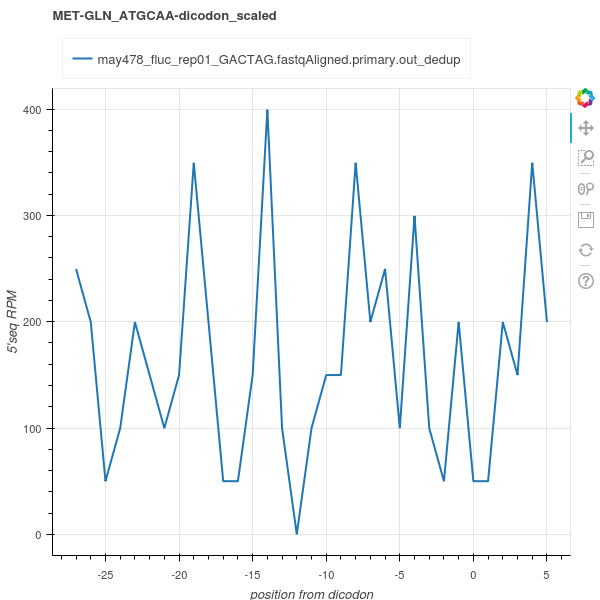 MET-GLN_ATGCAA-dicodon_scaled
may478_fluc_rep01_GACTAG.fastqAligned.primary.out_dedup
400
300
200
100
0
5'seq RPM
-25 -20 -15 -10 -5 0 5
position from dicodon